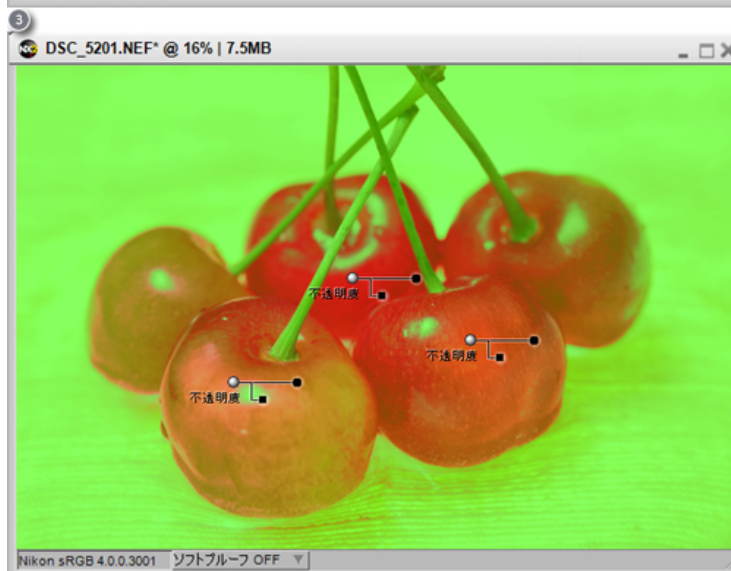 3
NX2 DSC_5201.NEF* @ 16% | 7.5MB
不透明度
不透明度
不透明度
Nikon sRGB 4.0.0.3001 ソフトプルーフ OFF